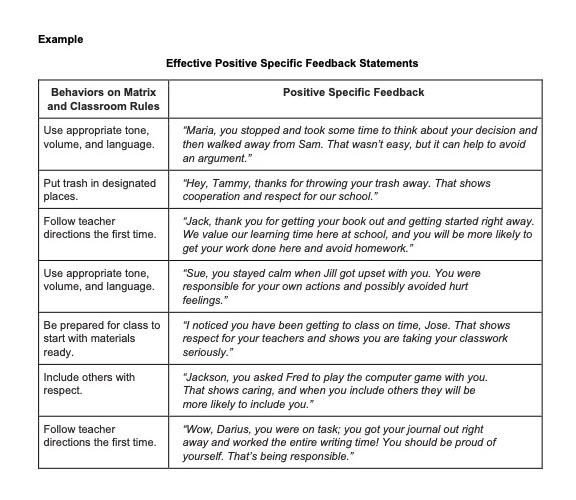 Example
Effective Positive Specific Feedback Statements
Behaviors on Matrix
and Classroom Rules
Positive Specific Feedback
Use appropriate tone,
volume, and language.
“Maria, you stopped and took some time to think about your decision and
then walked away from Sam. That wasn’t easy, but it can help to avoid
an argument.”
Put trash in designated
places.
“Hey, Tammy, thanks for throwing your trash away. That shows
cooperation and respect for our school.”
Follow teacher
directions the first time.
“Jack, thank you for getting your book out and getting started right away.
We value our learning time here at school, and you will be more likely to
get your work done here and avoid homework.”
Use appropriate tone,
volume, and language.
“Sue, you stayed calm when Jill got upset with you. You were
responsible for your own actions and possibly avoided hurt
feelings.”
Be prepared for class to
start with materials
ready.
“I noticed you have been getting to class on time, Jose. That shows
respect for your teachers and shows you are taking your classwork
seriously.”
Include others with
respect.
“Jackson, you asked Fred to play the computer game with you.
That shows caring, and when you include others they will be
more likely to include you.”
Follow teacher
directions the first time.
“Wow, Darius, you were on task; you got your journal out right
away and worked the entire writing time! You should be proud of
yourself. That’s being responsible.”